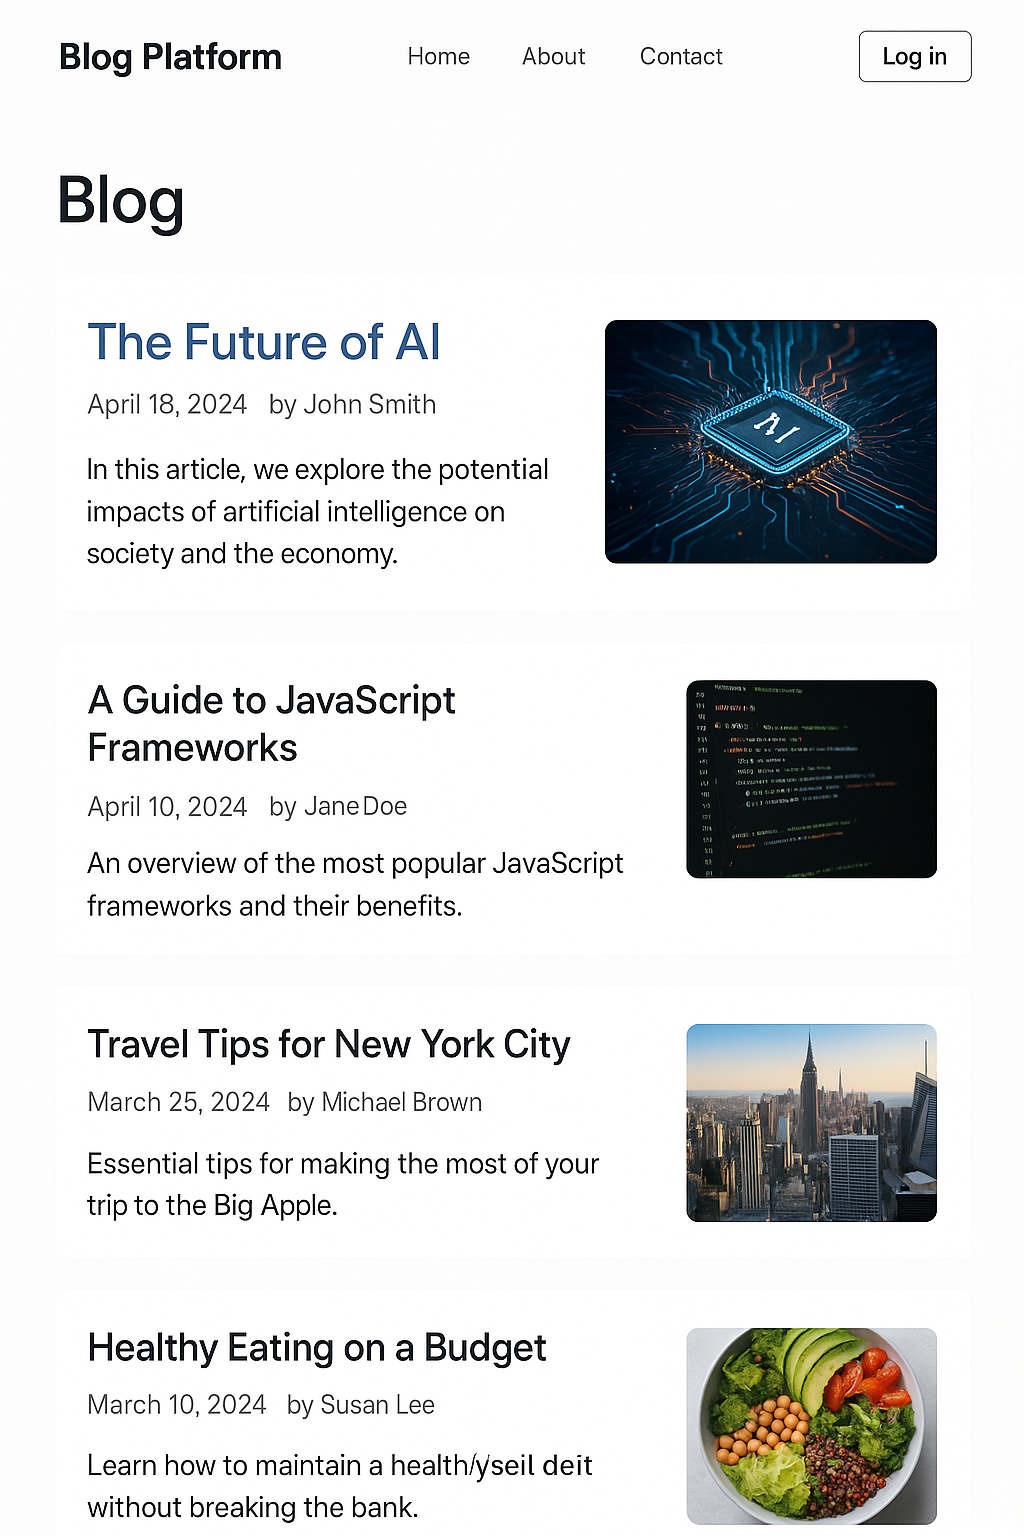 Blog Platform
Home
About
Contact
Log in
Blog
The Future of AI
April 18, 2024 by John Smith
In this article, we explore the potential
impacts of artificial intelligence on
society and the economy.
AI
A Guide to JavaScript
Frameworks
April 10, 2024 by Jane Doe
An overview of the most popular JavaScript
frameworks and their benefits.
Travel Tips for New York City
March 25, 2024 by Michael Brown
Essential tips for making the most of your
trip to the Big Apple.
Healthy Eating on a Budget
March 10, 2024 by Susan Lee
Learn how to maintain a health/yseil deit
without breaking the bank.